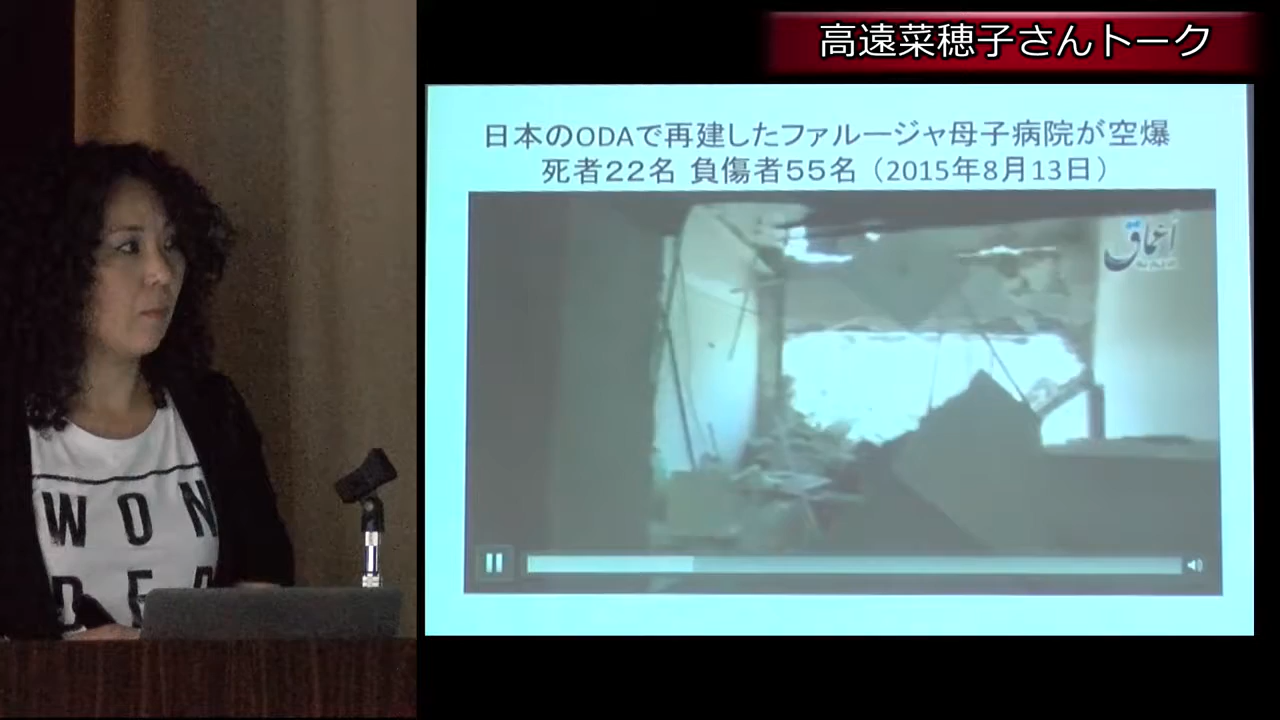 高遠菜穂子さんトーク
日本のODAで再建したファルージャ母子病院が空爆
死者２２名 負傷者５５名（2015年8月13日）
أعماق
WON
DER